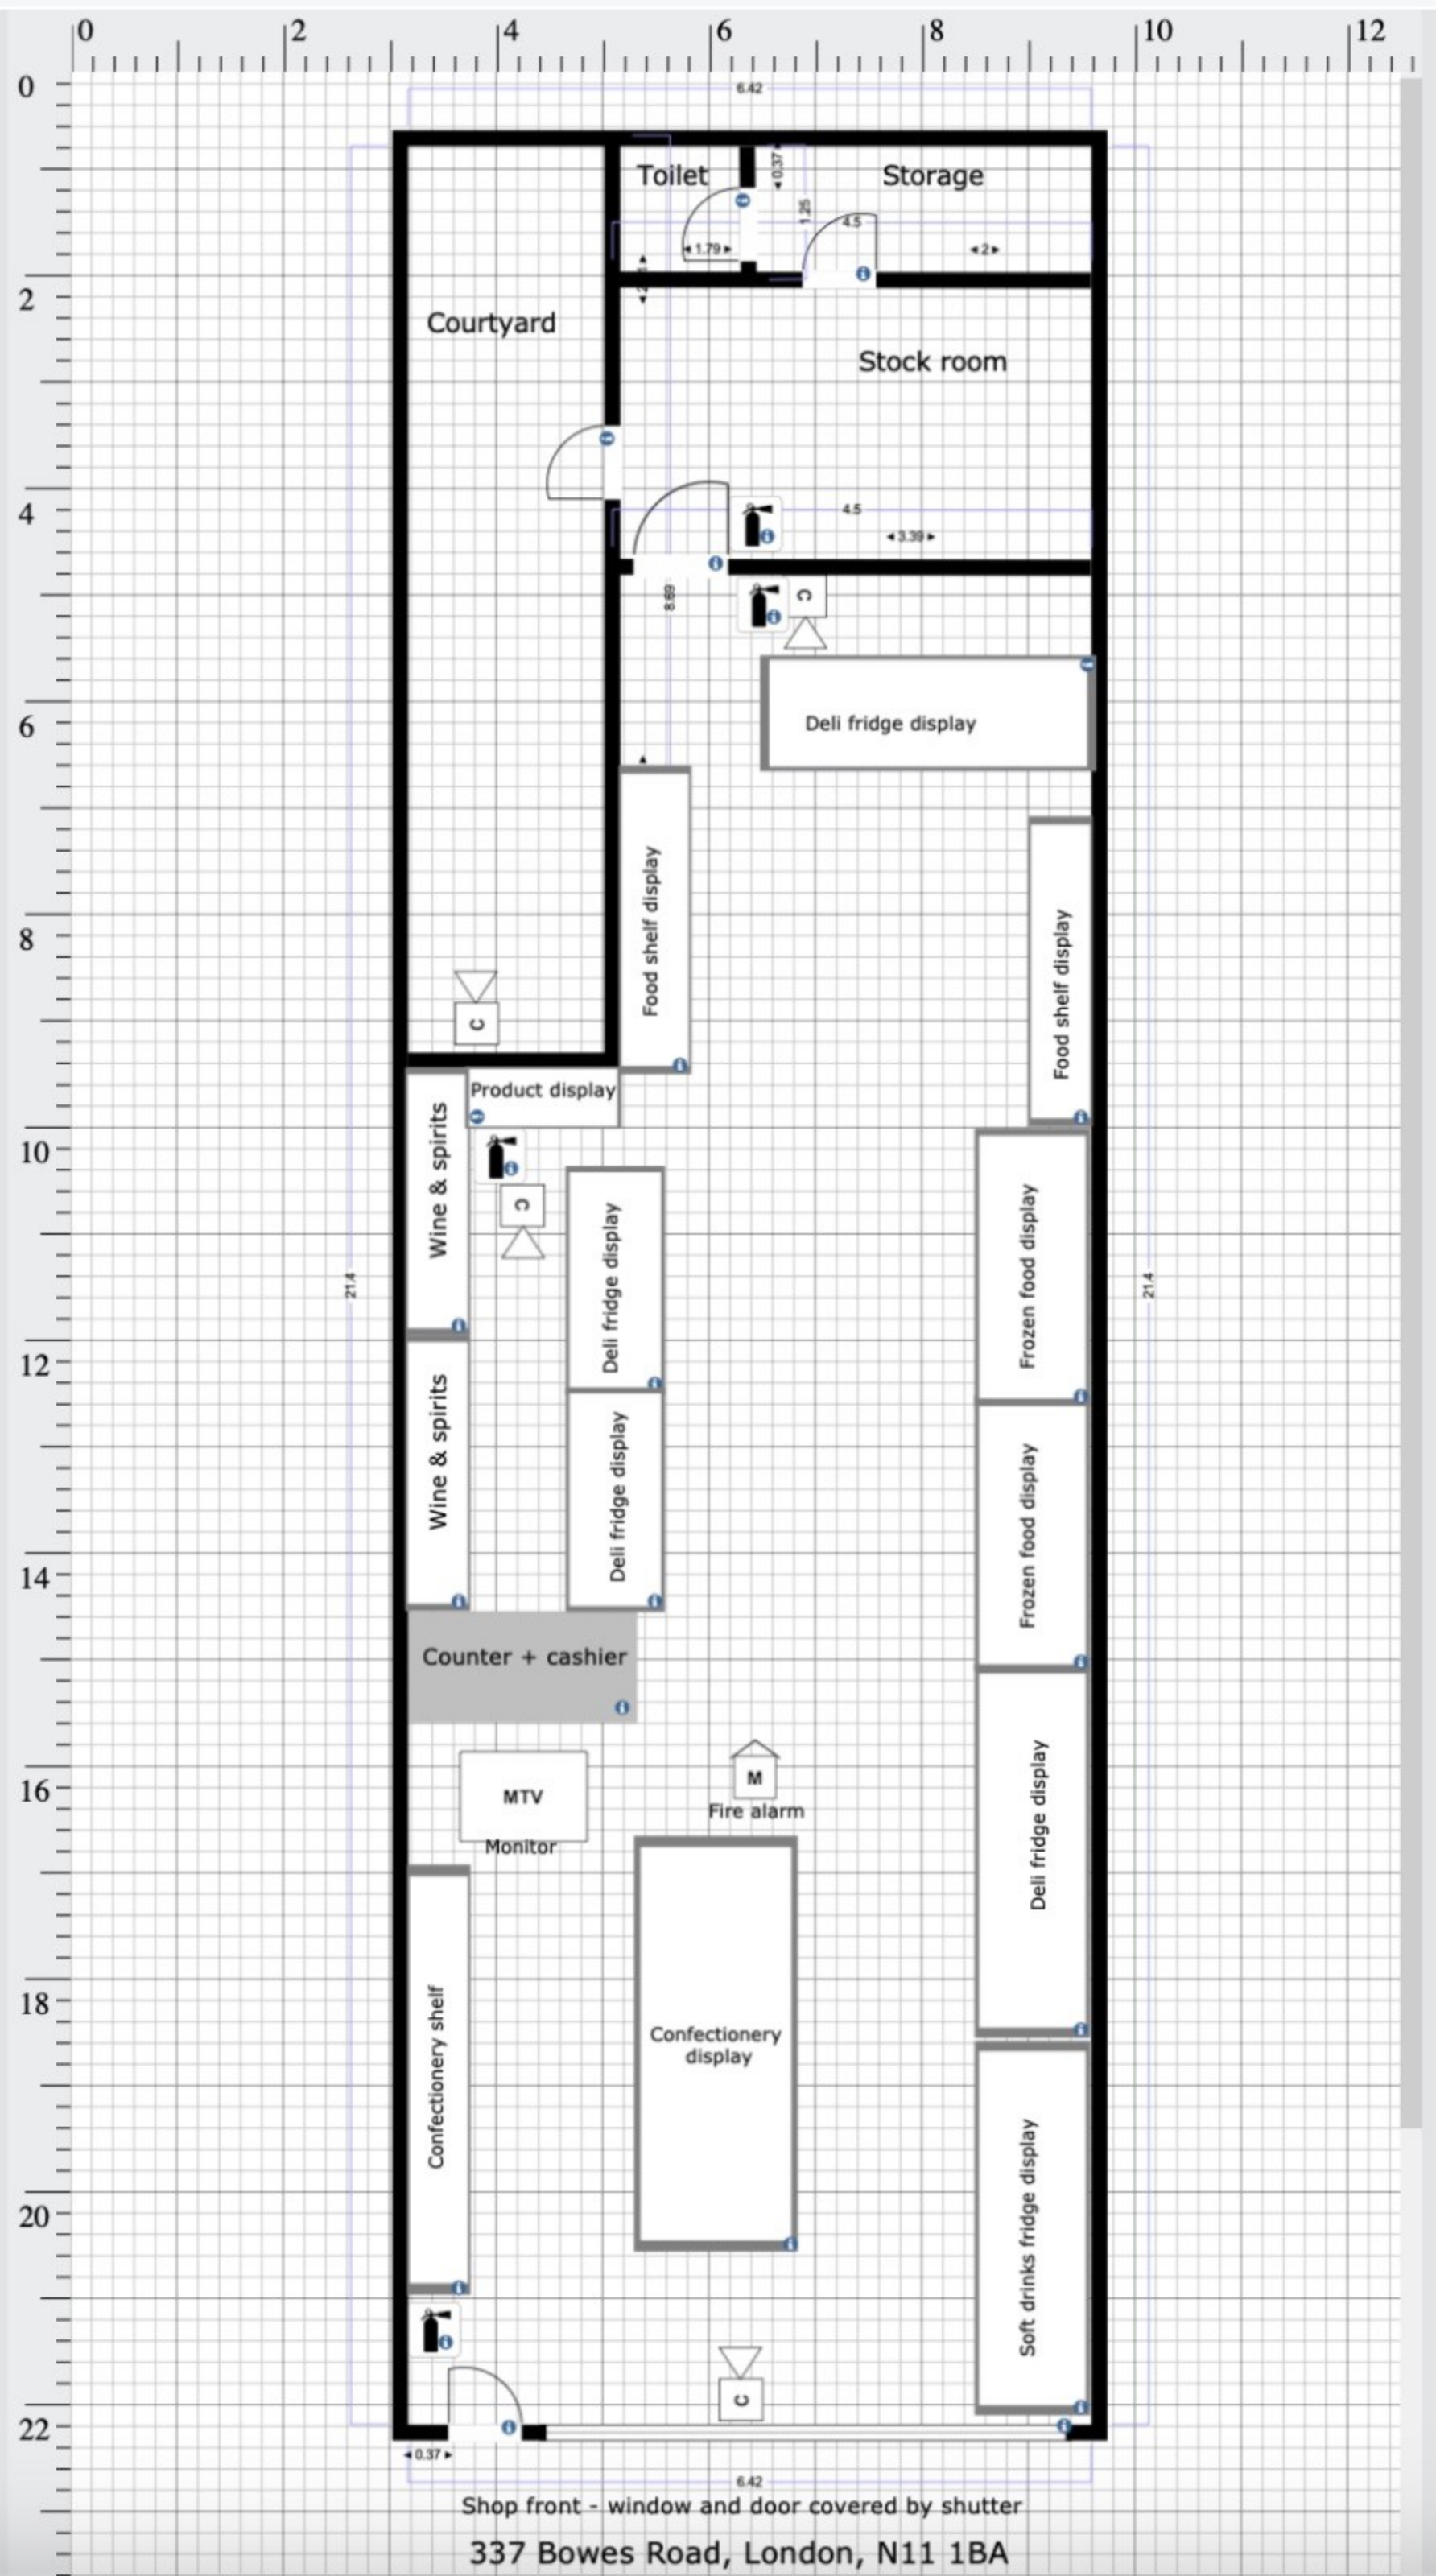 0 2 4 6 8 10 12
0
6.42
Toilet
0.37
Storage
1.25
4.5
1.79
2
2
Courtyard
Stock room
4
4.5
3.39
8.69
C
Deli fridge display
6
Food shelf display
Food shelf display
8
C
Product display
Wine & spirits
10
C
Deli fridge display
Frozen food display
21.4
21.4
12
Wine & spirits
Deli fridge display
Frozen food display
14
Counter + cashier
Deli fridge display
16
MTV
Monitor
M
Fire alarm
Confectionery shelf
18
Confectionery
display
Soft drinks fridge display
20
C
22
0.37
6.42
Shop front - window and door covered by shutter
337 Bowes Road, London, N11 1BA